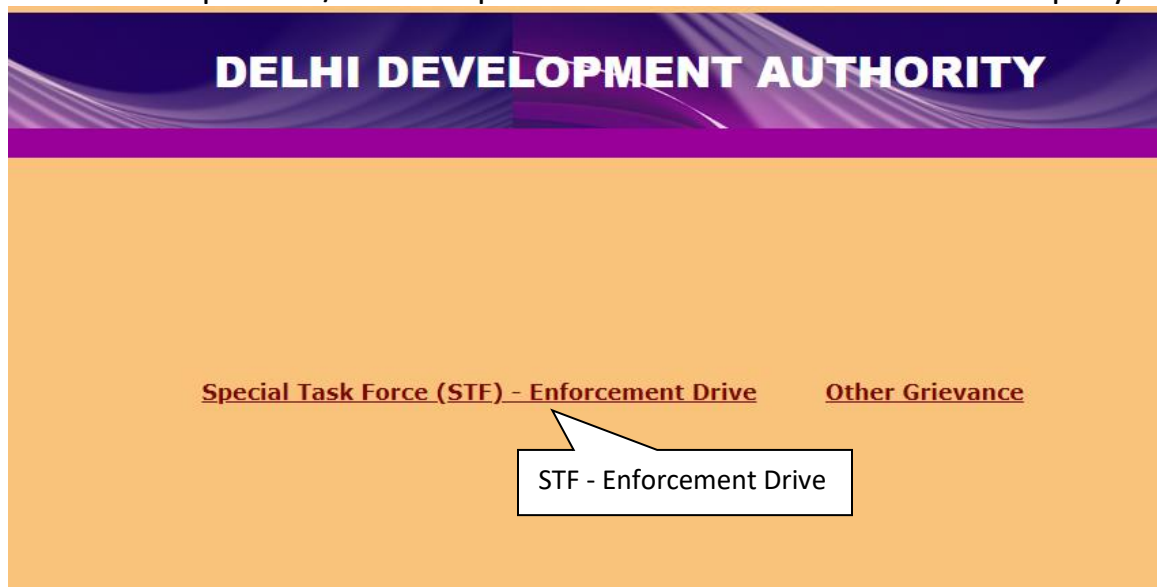 DELHI DEVELOPMENT AUTHORITY
Special Task Force (STF) - Enforcement Drive Other Grievance
STF - Enforcement Drive